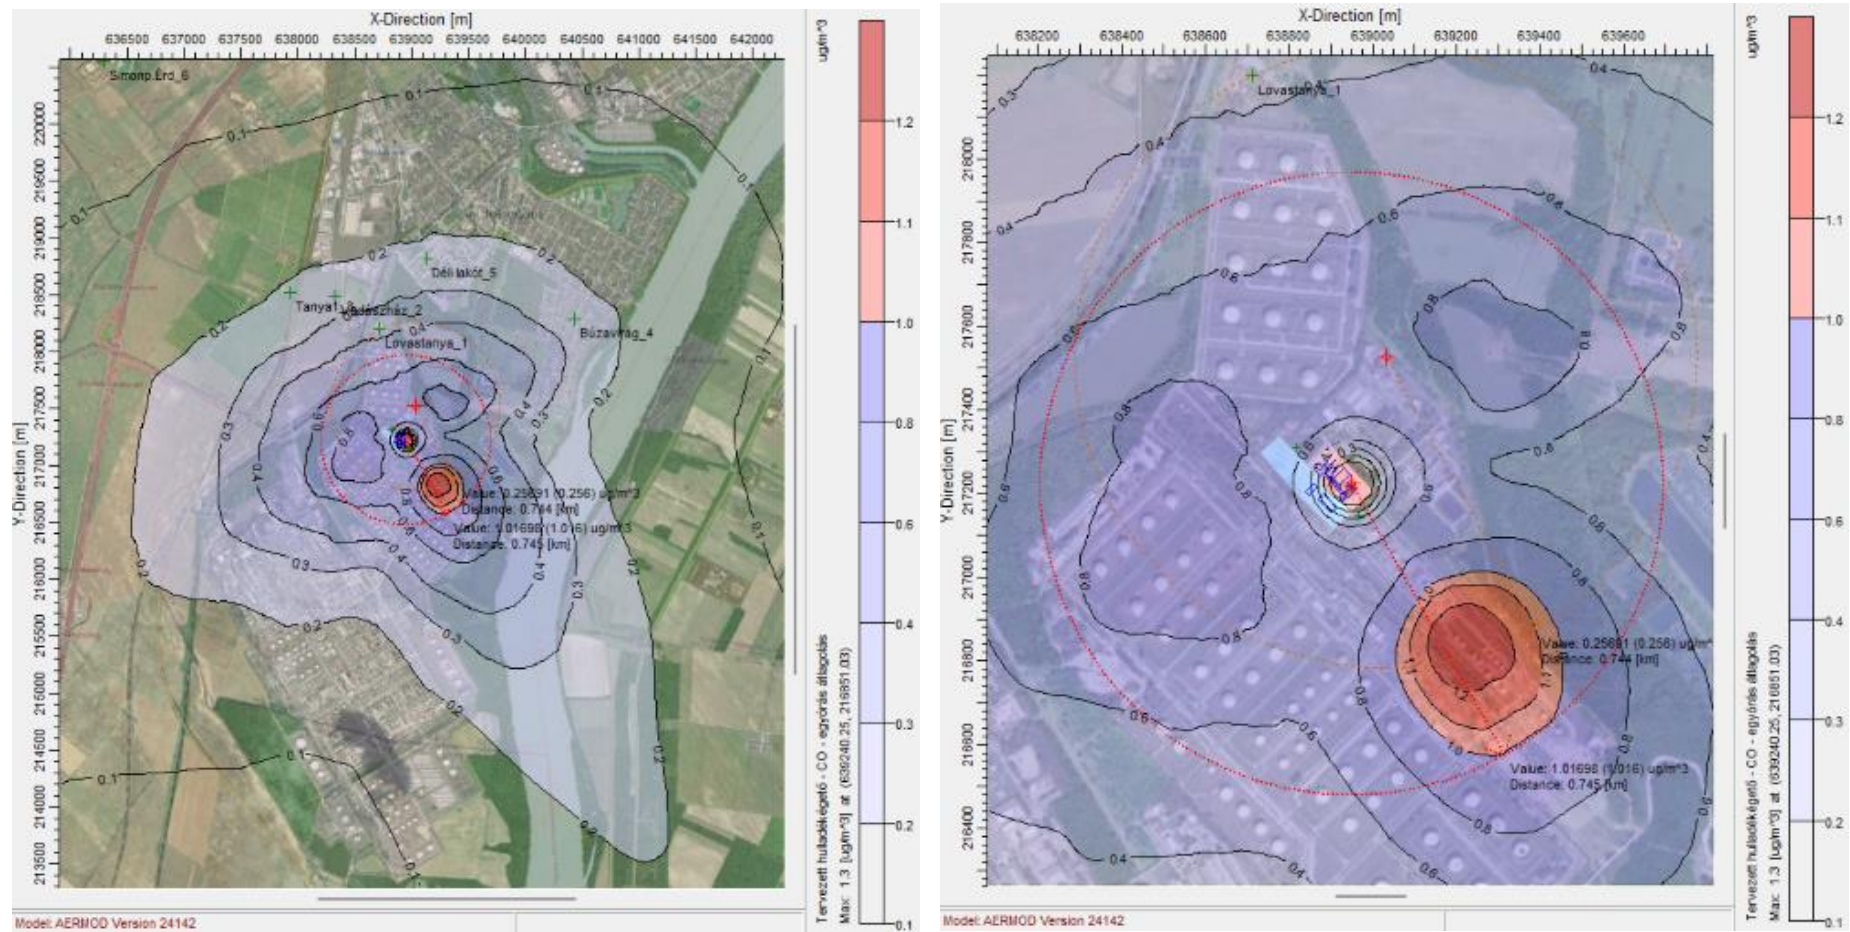 X-Direction [m]
636500 637000 637500 638000 638500 639000 639500 640000 640500 641000 641500 642000
Y-Direction [m]
220000
219500
219000
218500
218000
217500
217000
216500
216000
215500
215000
214500
214000
213500
Déli lakót_5
Lovastanya_1
Búzavirág_4
Value: 0.25691 (0.256) ug/m^3
Distance: 0.744 [km]
Value: 1.01698 (1.016) ug/m^3
Distance: 0.745 [km]
ug/m^3
1.2
1.1
1.0
0.8
0.6
0.4
0.3
0.2
0.1
Tervezett hulladékégető - CO - egyórás átlagolás
Max: 1.3 [ug/m^3] at (639240.25, 216851.03)
Model: AERMOD Version 24142
X-Direction [m]
638200 638400 638600 638800 639000 639200 639400 639600
Y-Direction [m]
218000
217800
217600
217400
217200
217000
216800
216600
216400
Lovastanya_1
Value: 0.25691 (0.256) ug/m^
Distance: 0.744 [km]
Value: 1.01698 (1.016) ug/m^3
Distance: 0.745 [km]
ug/m^3
1.2
1.1
1.0
0.8
0.6
0.4
0.3
0.2
0.1
Tervezett hulladékégető - CO - egyórás átlagolás
Max: 1.3 [ug/m^3] at (639240.25, 216851.03)
Model: AERMOD Version 24142